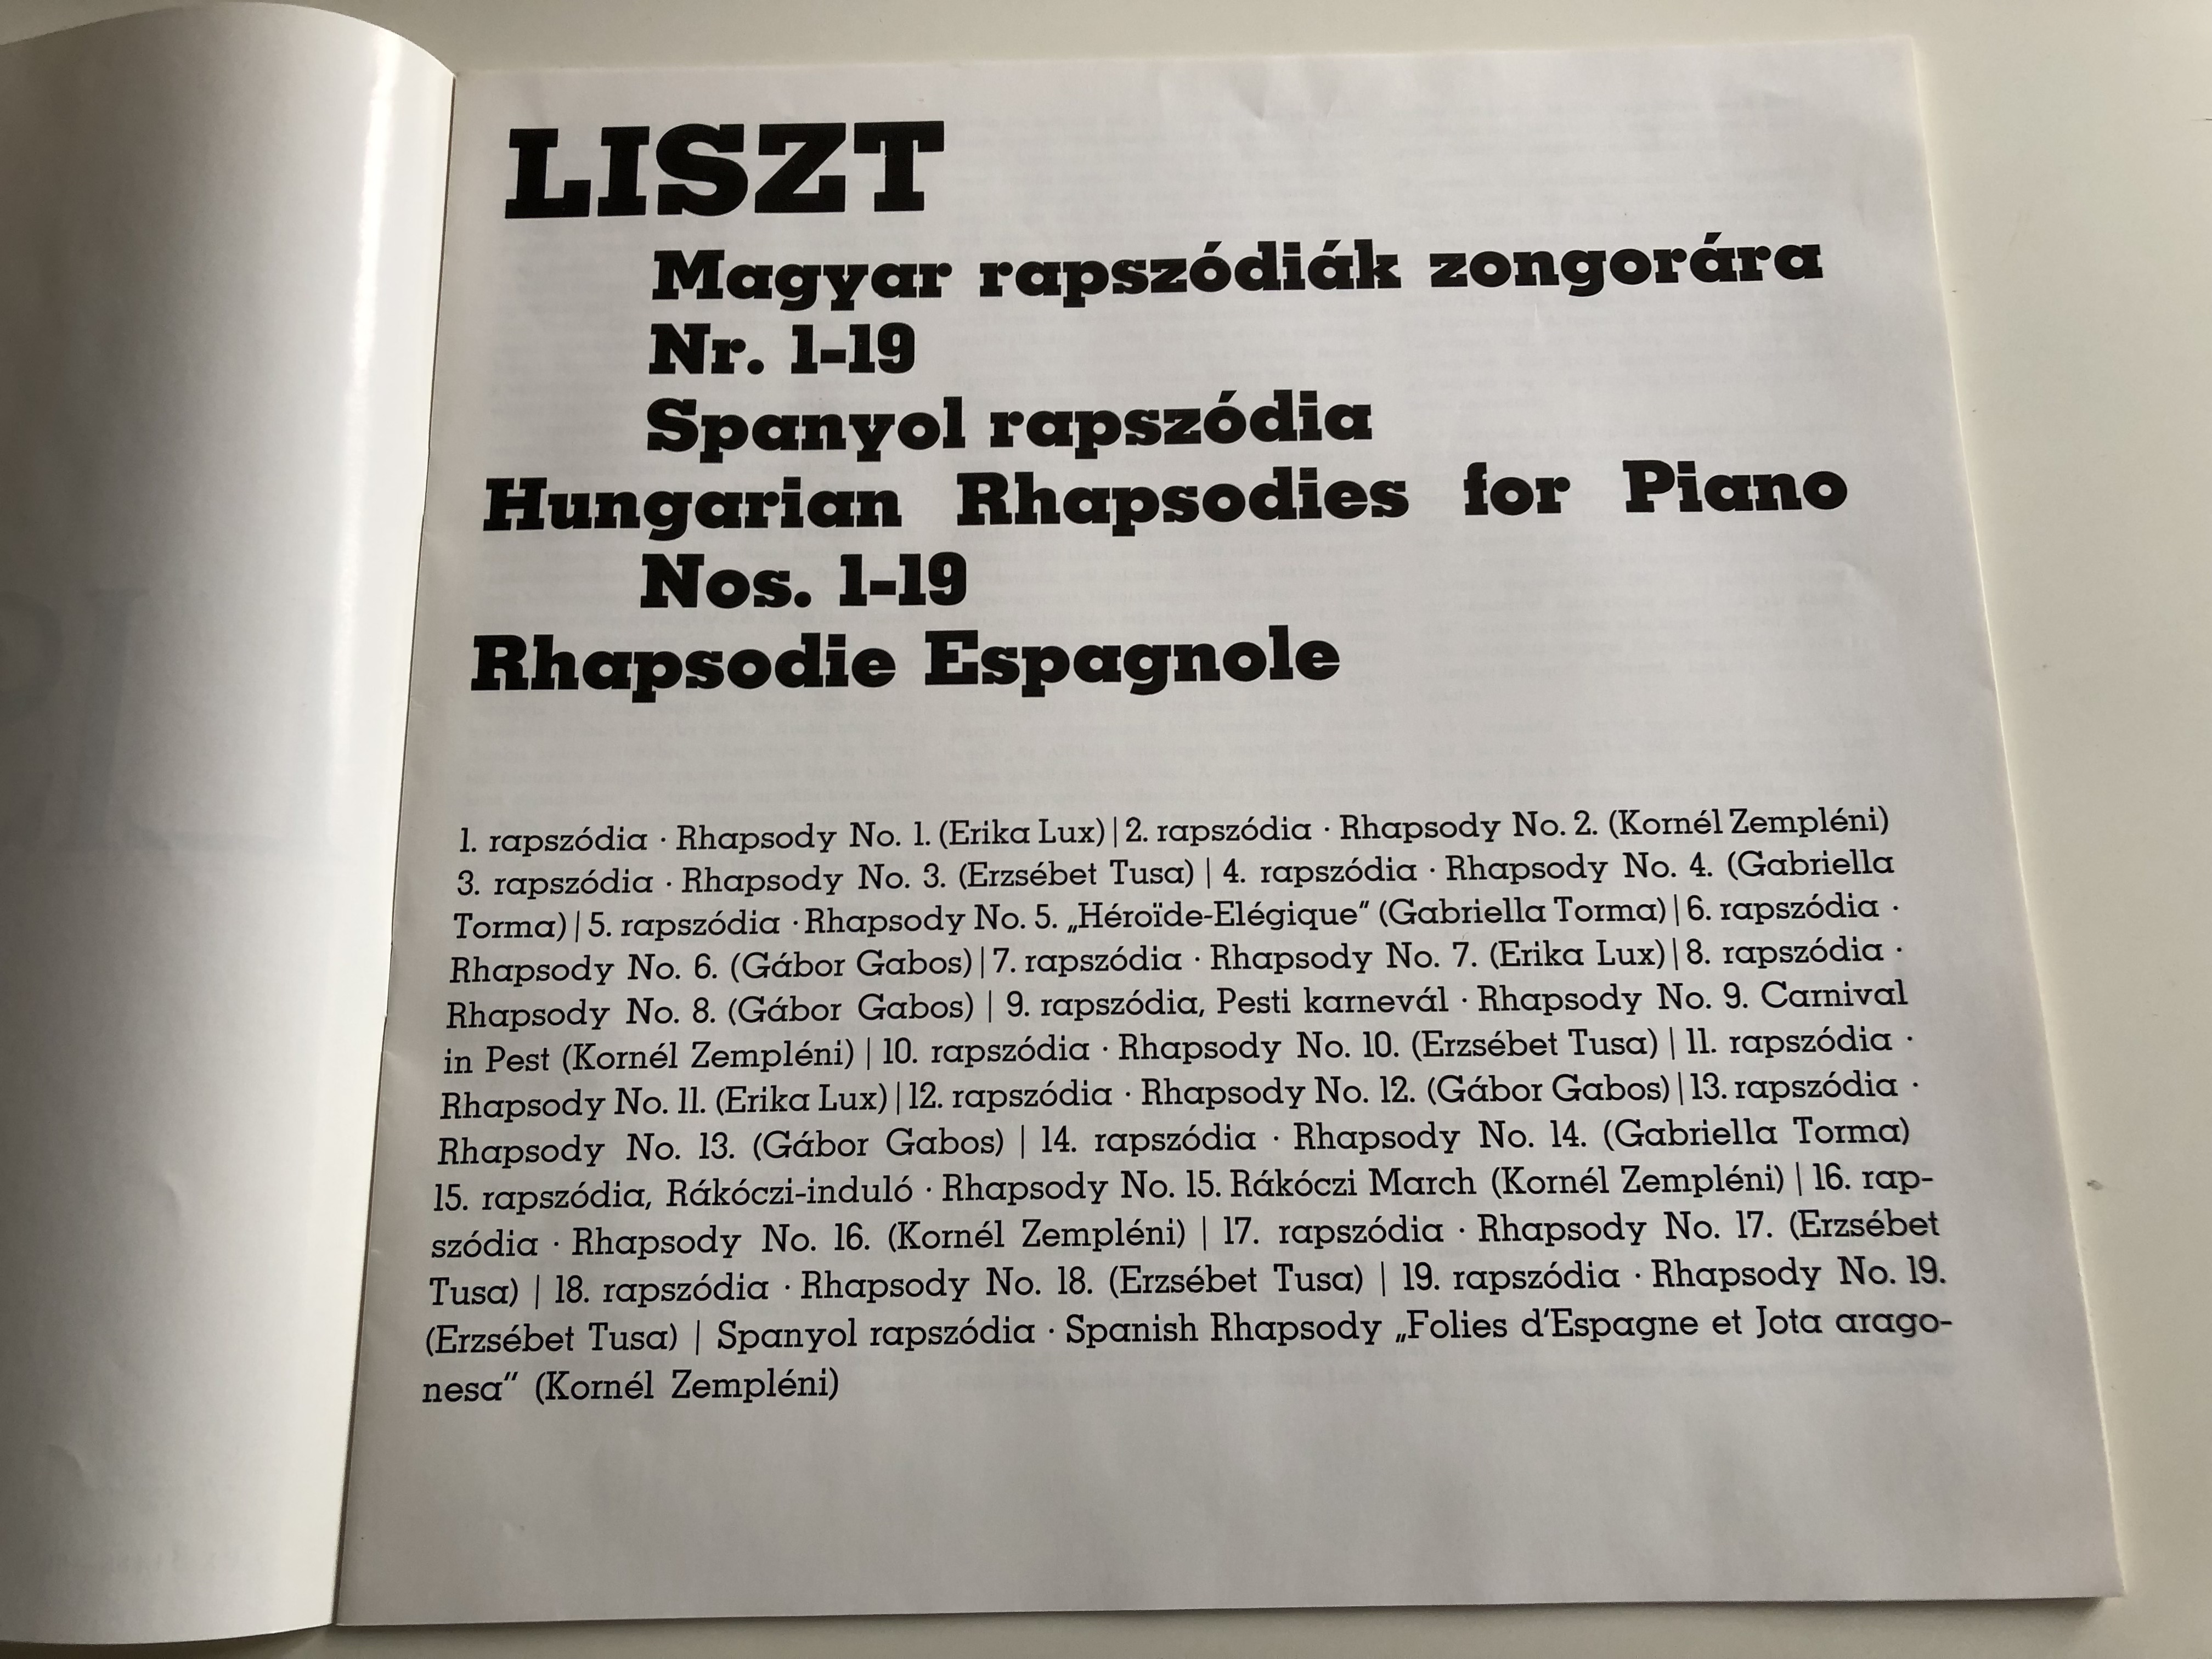 LISZT
Magyar rapszódiák zongorára
Nr. 1-19
Spanyol rapszódia
Hungarian Rhapsodies for Piano
Nos. 1-19
Rhapsodie Espagnole
1. rapszódia · Rhapsody No. 1. (Erika Lux) | 2. rapszódia · Rhapsody No. 2. (Kornél Zempléni)
3. rapszódia · Rhapsody No. 3. (Erzsébet Tusa) | 4. rapszódia · Rhapsody No. 4. (Gabriella
Torma) | 5. rapszódia · Rhapsody No. 5. „Héroïde-Elégique” (Gabriella Torma) | 6. rapszódia ·
Rhapsody No. 6. (Gábor Gabos) | 7. rapszódia · Rhapsody No. 7. (Erika Lux) | 8. rapszódia ·
Rhapsody No. 8. (Gábor Gabos) | 9. rapszódia, Pesti karnevál · Rhapsody No. 9. Carnival
in Pest (Kornél Zempléni) | 10. rapszódia · Rhapsody No. 10. (Erzsébet Tusa) | 11. rapszódia ·
Rhapsody No. 11. (Erika Lux) | 12. rapszódia · Rhapsody No. 12. (Gábor Gabos) | 13. rapszódia ·
Rhapsody No. 13. (Gábor Gabos) | 14. rapszódia · Rhapsody No. 14. (Gabriella Torma)
15. rapszódia, Rákóczi-induló · Rhapsody No. 15. Rákóczi March (Kornél Zempléni) | 16. rap-
szódia · Rhapsody No. 16. (Kornél Zempléni) | 17. rapszódia · Rhapsody No. 17. (Erzsébet
Tusa) | 18. rapszódia · Rhapsody No. 18. (Erzsébet Tusa) | 19. rapszódia · Rhapsody No. 19.
(Erzsébet Tusa) | Spanyol rapszódia · Spanish Rhapsody „Folies d'Espagne et Jota arago-
nesa” (Kornél Zempléni)